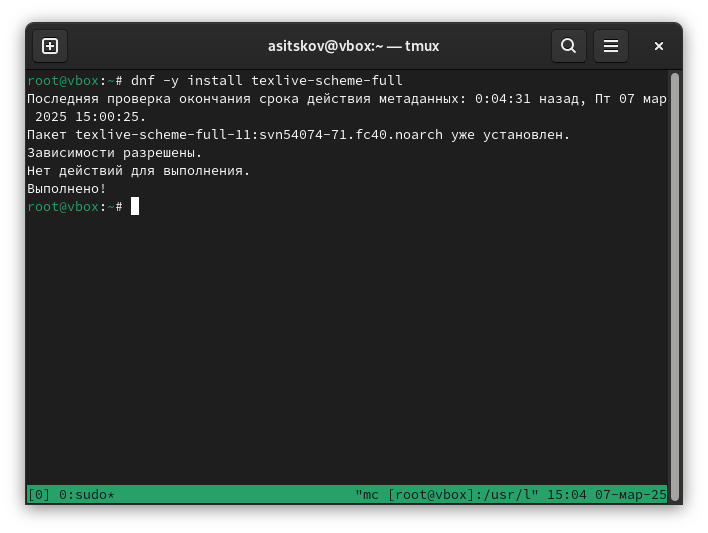 asitskov@vbox:~ — tmux
root@vbox:~# dnf -y install texlive-scheme-full
Последняя проверка окончания срока действия метаданных: 0:04:31 назад, Пт 07 мар
 2025 15:00:25.
Пакет texlive-scheme-full-11:svn54074-71.fc40.noarch уже установлен.
Зависимости разрешены.
Нет действий для выполнения.
Выполнено!
root@vbox:~#
[0] 0:sudo* "mc [root@vbox]:/usr/l" 15:04 07-мар-25